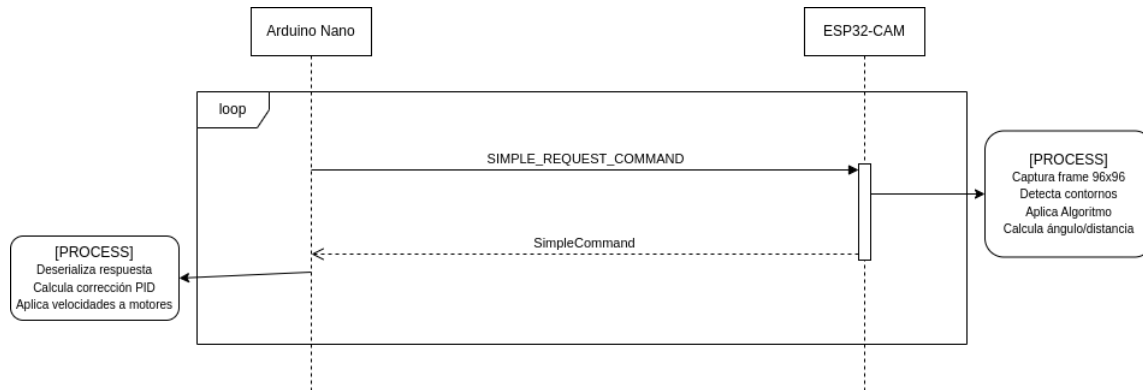 Arduino Nano
ESP32-CAM
loop
SIMPLE_REQUEST_COMMAND
[PROCESS]
Captura frame 96x96
Detecta contornos
Aplica Algoritmo
Calcula ángulo/distancia
SimpleCommand
[PROCESS]
Deserializa respuesta
Calcula corrección PID
Aplica velocidades a motores